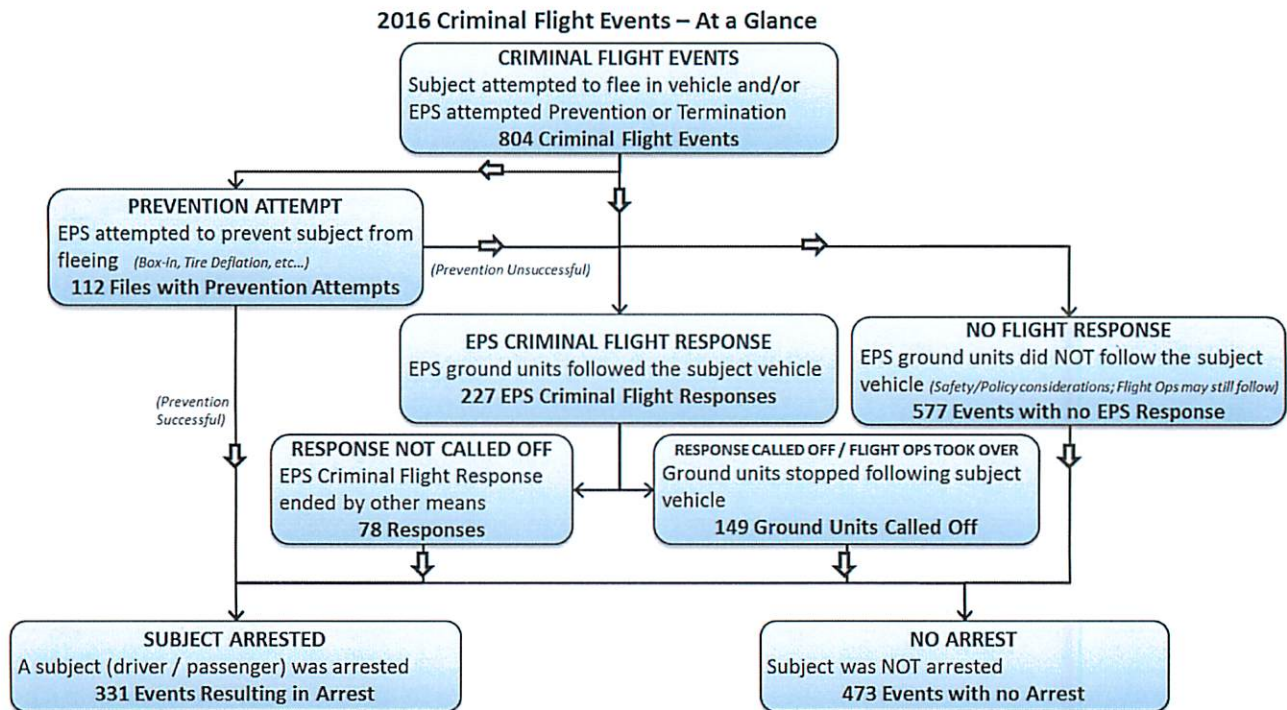 2016 Criminal Flight Events – At a Glance
CRIMINAL FLIGHT EVENTS
Subject attempted to flee in vehicle and/or
EPS attempted Prevention or Termination
804 Criminal Flight Events
PREVENTION ATTEMPT
EPS attempted to prevent subject from
fleeing (Box-in, Tire Deflation, etc...)
112 Files with Prevention Attempts
(Prevention Unsuccessful)
EPS CRIMINAL FLIGHT RESPONSE
EPS ground units followed the subject vehicle
227 EPS Criminal Flight Responses
NO FLIGHT RESPONSE
EPS ground units did NOT follow the subject
vehicle (Safety/Policy considerations; Flight Ops may still follow)
577 Events with no EPS Response
(Prevention
Successful)
RESPONSE NOT CALLED OFF
EPS Criminal Flight Response
ended by other means
78 Responses
RESPONSE CALLED OFF / FLIGHT OPS TOOK OVER
Ground units stopped following subject
vehicle
149 Ground Units Called Off
SUBJECT ARRESTED
A subject (driver / passenger) was arrested
331 Events Resulting in Arrest
NO ARREST
Subject was NOT arrested
473 Events with no Arrest